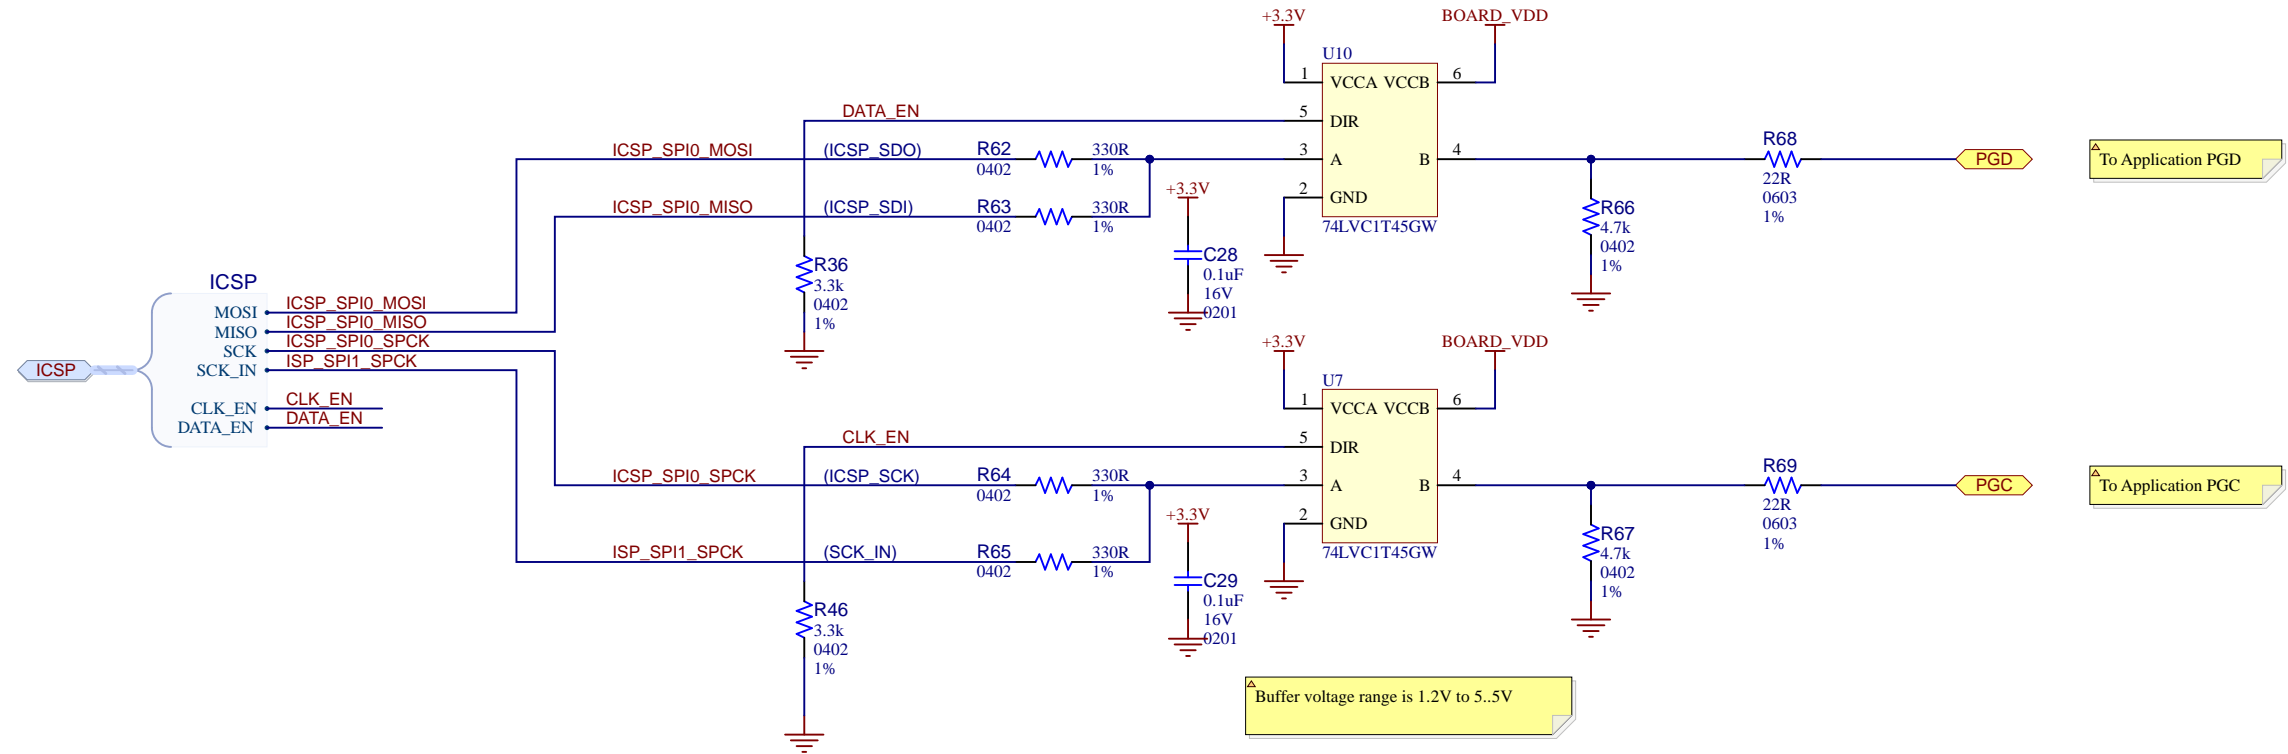 +3.3V
BOARD_VDD
U10
1 VCCA VCCB 6
DATA_EN
5 DIR
ICSP_SPI0_MOSI (ICSP_SDO) R62 330R
0402 1%
3 A B 4
R68
22R
0603
1%
PGD
To Application PGD
ICSP_SPI0_MISO (ICSP_SDI) R63 330R
0402 1%
+3.3V
2 GND
74LVC1T45GW
R66
4.7k
0402
1%
C28
0.1uF
16V
0201
R36
3.3k
0402
1%
ICSP
ICSP
MOSI ICSP_SPI0_MOSI
MISO ICSP_SPI0_MISO
SCK ICSP_SPI0_SPCK
SCK_IN ISP_SPI1_SPCK
CLK_EN CLK_EN
DATA_EN DATA_EN
+3.3V
BOARD_VDD
U7
1 VCCA VCCB 6
CLK_EN
5 DIR
ICSP_SPI0_SPCK (ICSP_SCK) R64 330R
0402 1%
3 A B 4
R69
22R
0603
1%
PGC
To Application PGC
+3.3V
2 GND
74LVC1T45GW
ISP_SPI1_SPCK (SCK_IN) R65 330R
0402 1%
R67
4.7k
0402
1%
C29
0.1uF
16V
0201
R46
3.3k
0402
1%
Buffer voltage range is 1.2V to 5..5V